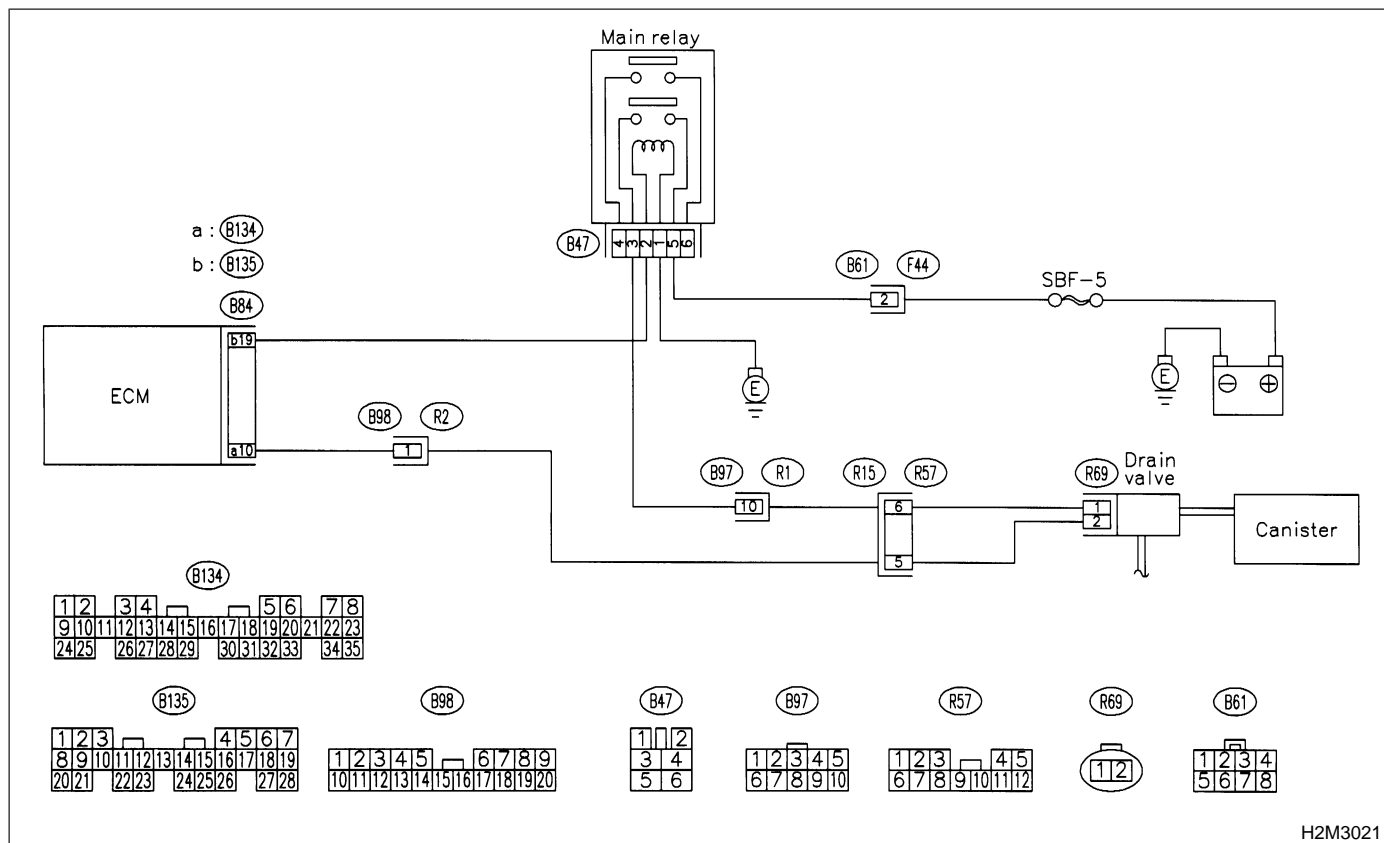 Main relay
4 3 2 1 5 6
B47
a : B134
b : B135
B84
B61 F44
2
SBF-5
b19
ECM
a10
E
E
⊖ ⊕
B98 R2
1
B97 R1
10
R15 R57
6
5
R69
Drain
valve
1
2
Canister
B134
1 2 3 4 5 6 7 8
9 10 11 12 13 14 15 16 17 18 19 20 21 22 23
24 25 26 27 28 29 30 31 32 33 34 35
B135
1 2 3 4 5 6 7
8 9 10 11 12 13 14 15 16 17 18 19
20 21 22 23 24 25 26 27 28
B98
1 2 3 4 5 6 7 8 9
10 11 12 13 14 15 16 17 18 19 20
B47
1 2
3 4
5 6
B97
1 2 3 4 5
6 7 8 9 10
R57
1 2 3 4 5
6 7 8 9 10 11 12
R69
1 2
B61
1 2 3 4
5 6 7 8
H2M3021